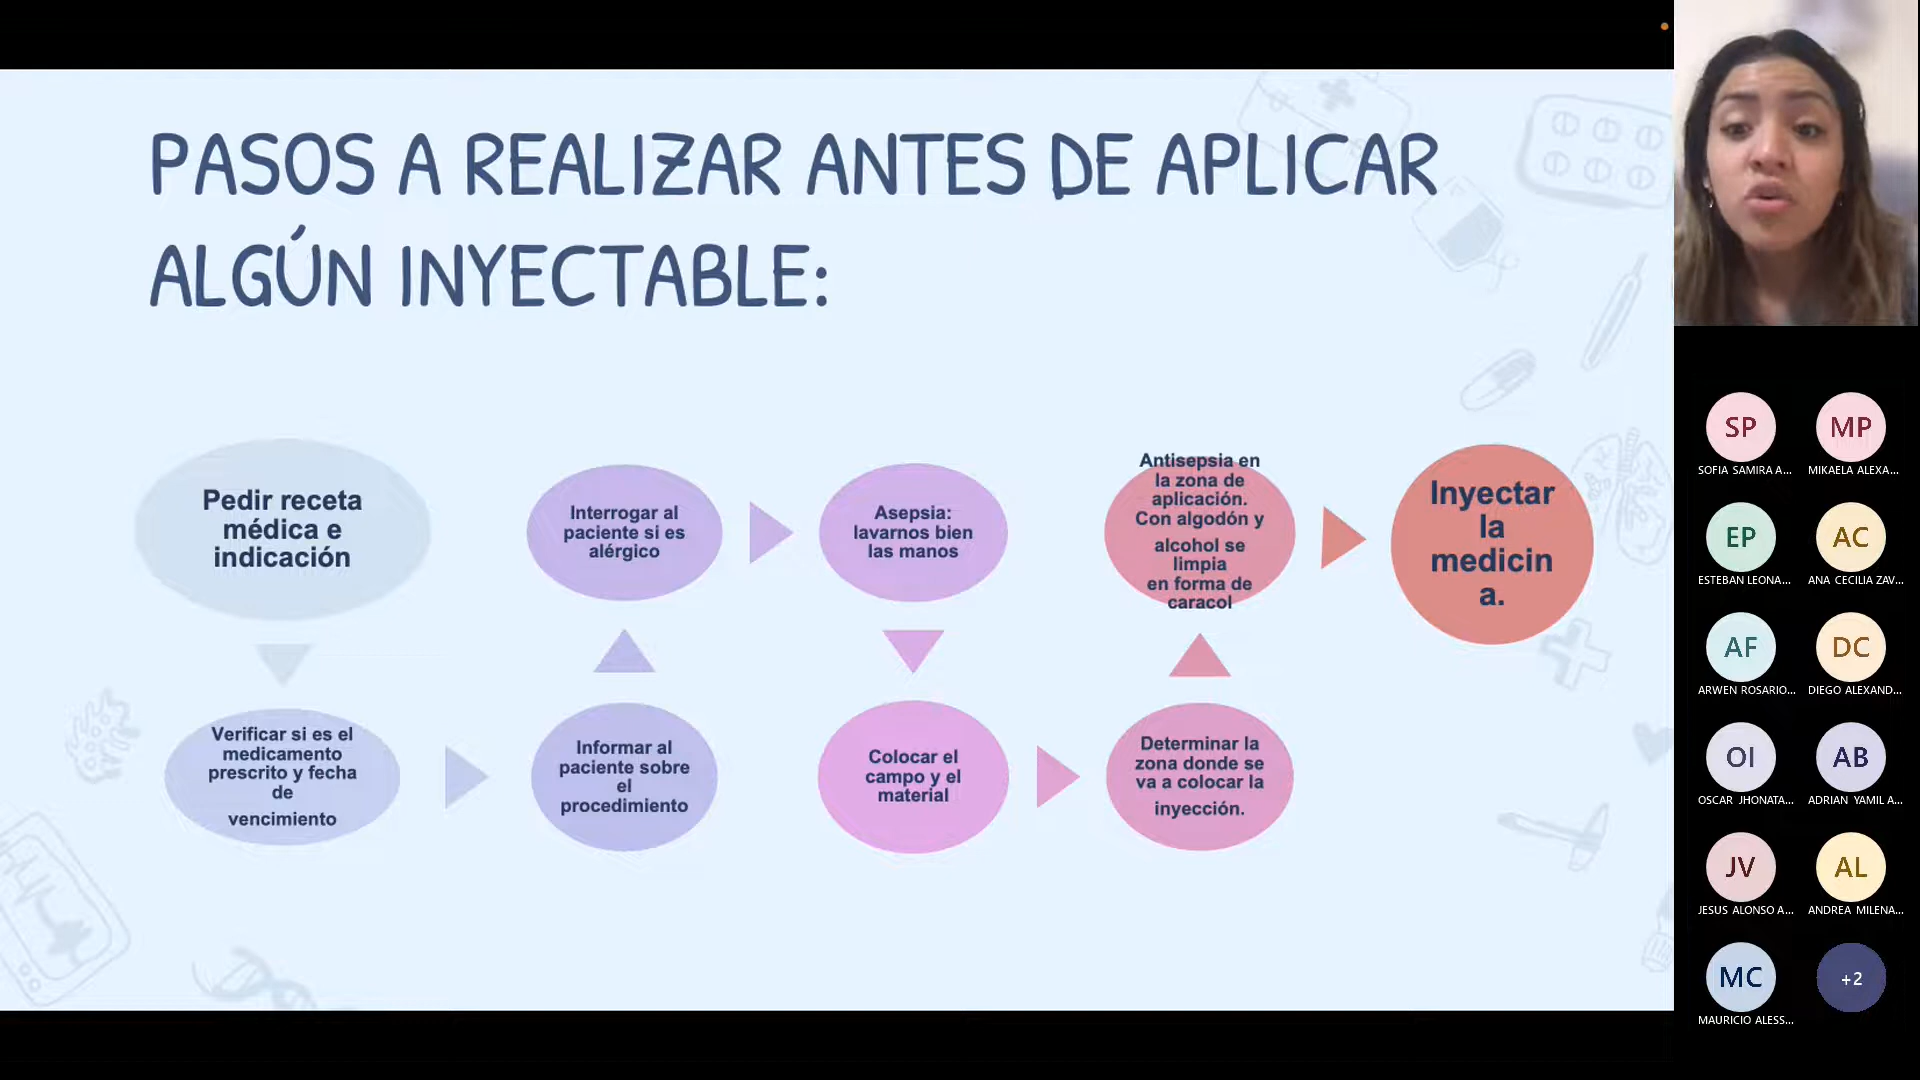 PASOS A REALIZAR ANTES DE APLICAR
ALGÚN INYECTABLE:
Pedir receta
médica e
indicación
Verificar si es el
medicamento
prescrito y fecha
de
vencimiento
Informar al
paciente sobre
el
procedimiento
Interrogar al
paciente si es
alérgico
Asepsia:
lavarnos bien
las manos
Colocar el
campo y el
material
Determinar la
zona donde se
va a colocar la
inyección.
Antisepsia en
la zona de
aplicación.
Con algodón y
alcohol se
limpia
en forma de
caracol
Inyectar
la
medicin
a.
SP
SOFIA SAMIRA A...
MP
MIKAELA ALEXA...
EP
ESTEBAN LEONA...
AC
ANA CECILIA ZAV...
AF
ARWEN ROSARIO...
DC
DIEGO ALEXAND...
OI
OSCAR JHONATA...
AB
ADRIAN YAMIL A...
JV
JESUS ALONSO A...
AL
ANDREA MILENA...
MC
MAURICIO ALESS...
+2